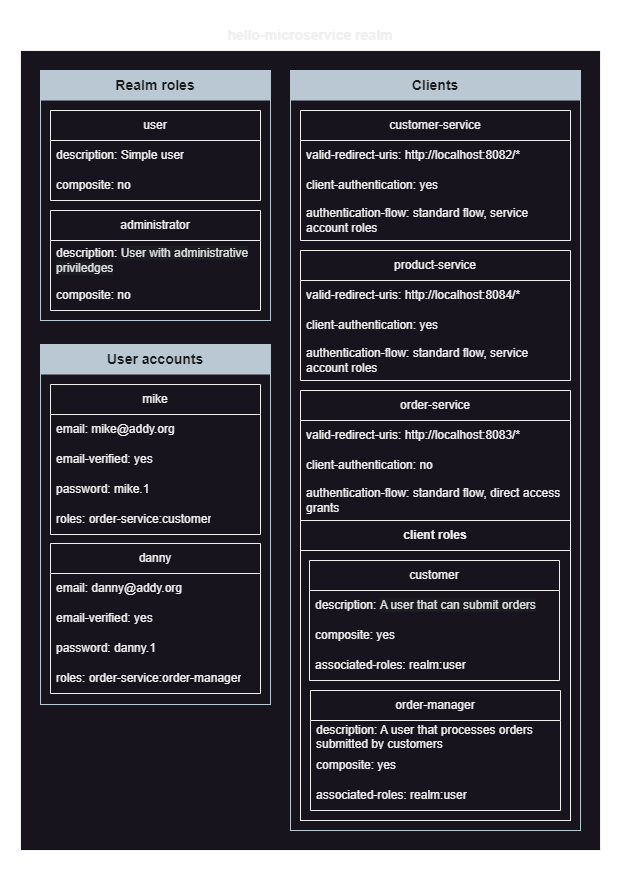 hello-microservice realm
Realm roles
user
description: Simple user
composite: no
administrator
description: User with administrative
priviledges
composite: no
User accounts
mike
email: mike@addy.org
email-verified: yes
password: mike.1
roles: order-service:customer
danny
email: danny@addy.org
email-verified: yes
password: danny.1
roles: order-service:order-manager
Clients
customer-service
valid-redirect-uris: http://localhost:8082/*
client-authentication: yes
authentication-flow: standard flow, service
account roles
product-service
valid-redirect-uris: http://localhost:8084/*
client-authentication: yes
authentication-flow: standard flow, service
account roles
order-service
valid-redirect-uris: http://localhost:8083/*
client-authentication: no
authentication-flow: standard flow, direct access
grants
client roles
customer
description: A user that can submit orders
composite: yes
associated-roles: realm:user
order-manager
description: A user that processes orders
submitted by customers
composite: yes
associated-roles: realm:user